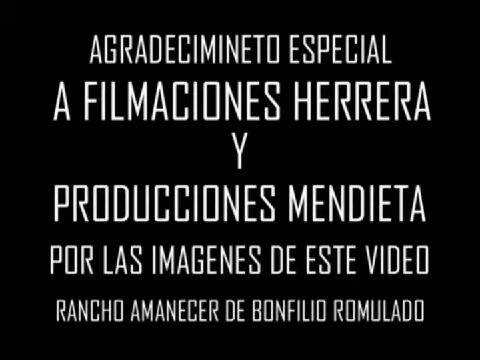 AGRADECIMINETO ESPECIAL
A FILMACIONES HERRERA
Y
PRODUCCIONES MENDIETA
POR LAS IMAGENES DE ESTE VIDEO
RANCHO AMANECER DE BONFILIO ROMULADO